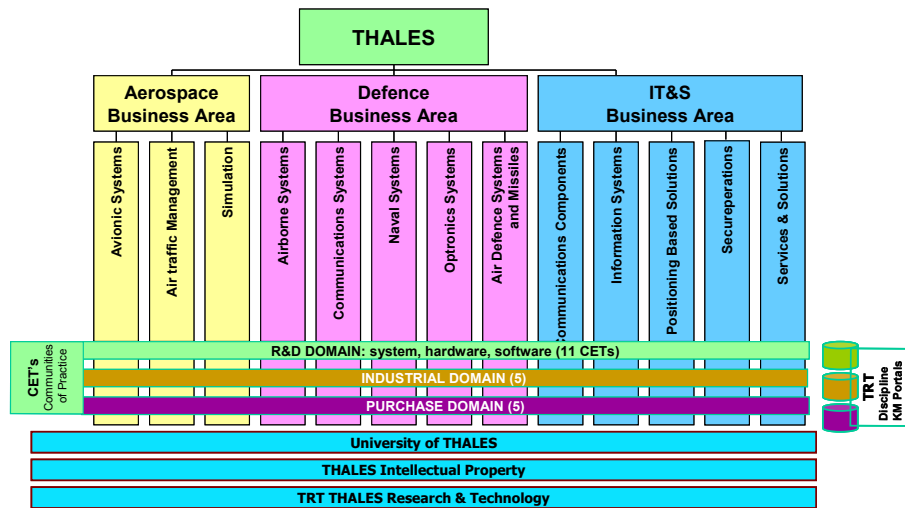 THALES
Aerospace
Business Area
Defence
Business Area
IT&S
Business Area
Avionic Systems
Air traffic Management
Simulation
Airborne Systems
Communications Systems
Naval Systems
Optronics Systems
Air Defence Systems
and Missiles
Communications Components
Information Systems
Positioning Based Solutions
Secureperations
Services & Solutions
CET's
Communities
of Practice
R&D DOMAIN: system, hardware, software (11 CETs)
INDUSTRIAL DOMAIN (5)
PURCHASE DOMAIN (5)
TRT
Discipline
KM Portals
University of THALES
THALES Intellectual Property
TRT THALES Research & Technology